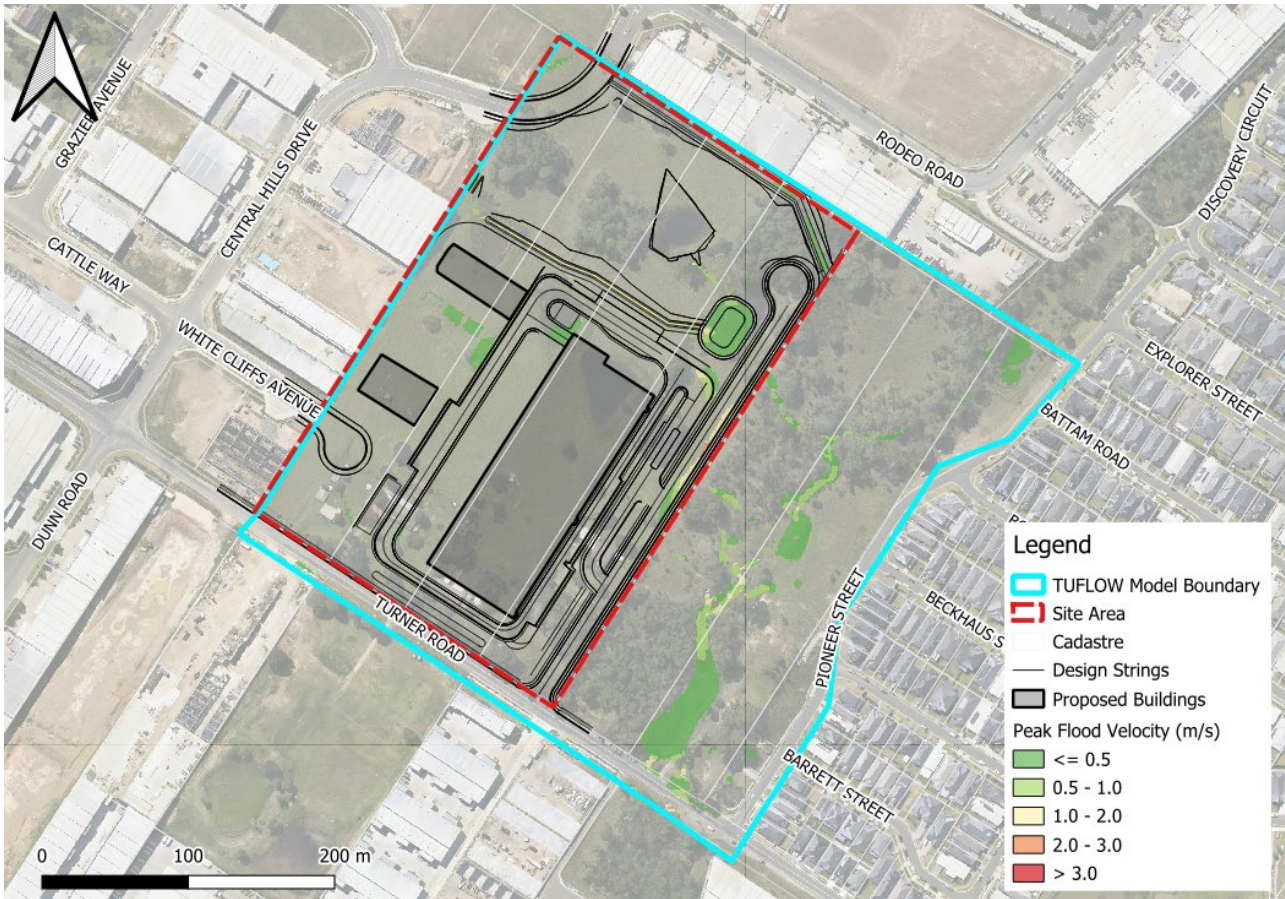 GRAZIER AVENUE
CENTRAL HILLS DRIVE
CATTLE WAY
WHITE CLIFFS AVENUE
DUNN ROAD
TURNER ROAD
RODEO ROAD
DISCOVERY CIRCUIT
EXPLORER STREET
BATTAM ROAD
BECKHAUS S
PIONEER STREET
BARRETT STREET
Legend
TUFLOW Model Boundary
Site Area
Cadastre
Design Strings
Proposed Buildings
Peak Flood Velocity (m/s)
<= 0.5
0.5 - 1.0
1.0 - 2.0
2.0 - 3.0
> 3.0
0 100 200 m